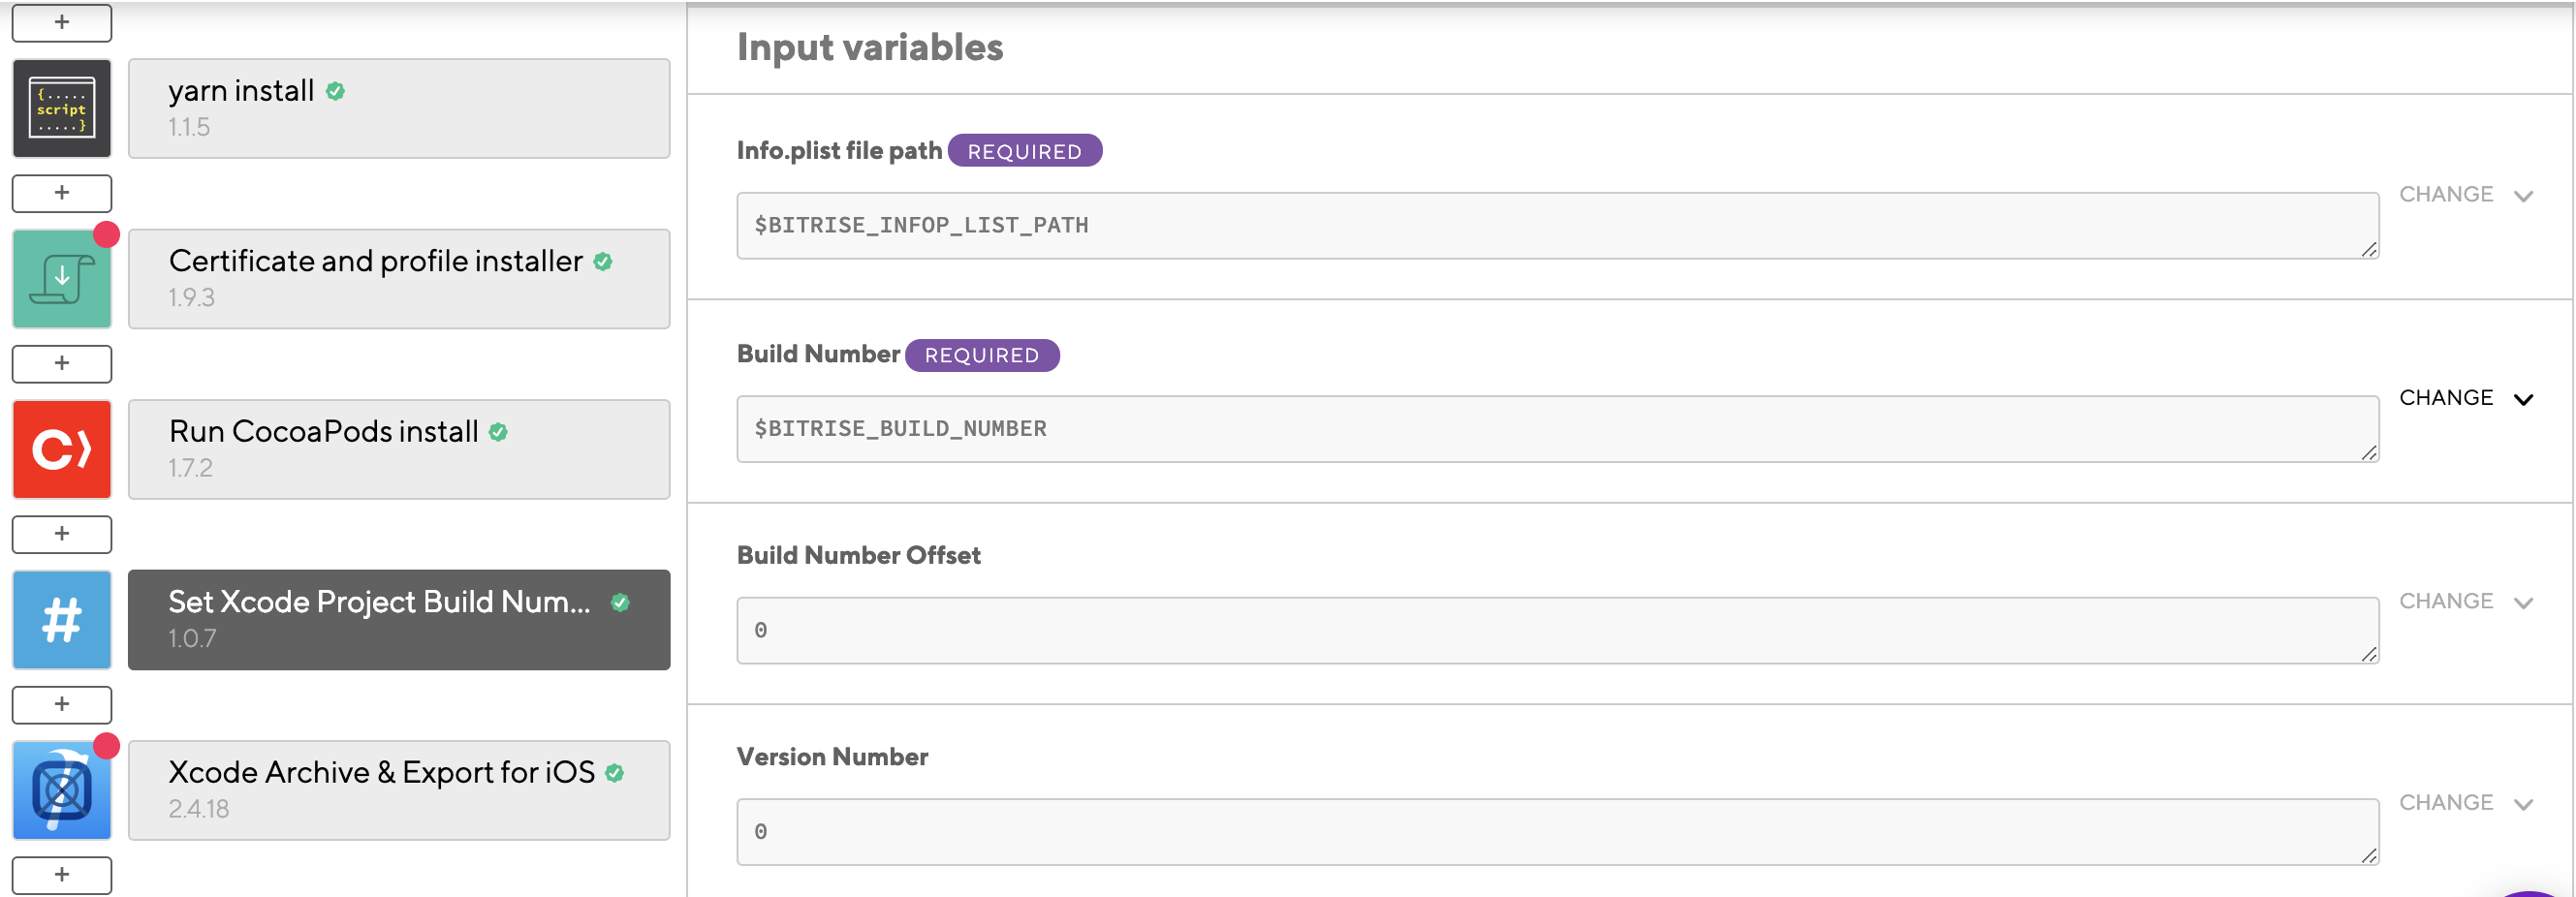 +
{.....
script
.....}
yarn install
1.1.5
+
Certificate and profile installer
1.9.3
+
Run CocoaPods install
1.7.2
+
#
Set Xcode Project Build Num...
1.0.7
+
Xcode Archive & Export for iOS
2.4.18
+
Input variables
Info.plist file path REQUIRED
$BITRISE_INFOP_LIST_PATH
CHANGE
Build Number REQUIRED
$BITRISE_BUILD_NUMBER
CHANGE
Build Number Offset
0
CHANGE
Version Number
0
CHANGE